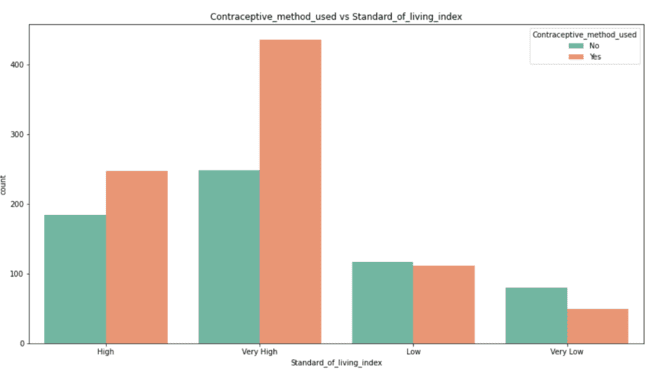 Contraceptive_method_used vs Standard_of_living_index
Contraceptive_method_used
No
Yes
400
300
200
100
0
count
High Very High Low Very Low
Standard_of_living_index